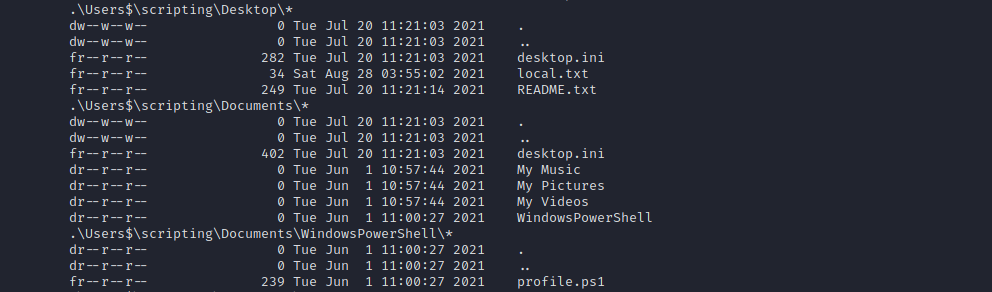 .\Users$\scripting\Desktop\*
dw--w--w-- 0 Tue Jul 20 11:21:03 2021 .
dw--w--w-- 0 Tue Jul 20 11:21:03 2021 ..
fr--r--r-- 282 Tue Jul 20 11:21:03 2021 desktop.ini
fr--r--r-- 34 Sat Aug 28 03:55:02 2021 local.txt
fr--r--r-- 249 Tue Jul 20 11:21:14 2021 README.txt
.\Users$\scripting\Documents\*
dw--w--w-- 0 Tue Jul 20 11:21:03 2021 .
dw--w--w-- 0 Tue Jul 20 11:21:03 2021 ..
fr--r--r-- 402 Tue Jul 20 11:21:03 2021 desktop.ini
dr--r--r-- 0 Tue Jun 1 10:57:44 2021 My Music
dr--r--r-- 0 Tue Jun 1 10:57:44 2021 My Pictures
dr--r--r-- 0 Tue Jun 1 10:57:44 2021 My Videos
dr--r--r-- 0 Tue Jun 1 11:00:27 2021 WindowsPowerShell
.\Users$\scripting\Documents\WindowsPowerShell\*
dr--r--r-- 0 Tue Jun 1 11:00:27 2021 .
dr--r--r-- 0 Tue Jun 1 11:00:27 2021 ..
fr--r--r-- 239 Tue Jun 1 11:00:27 2021 profile.ps1